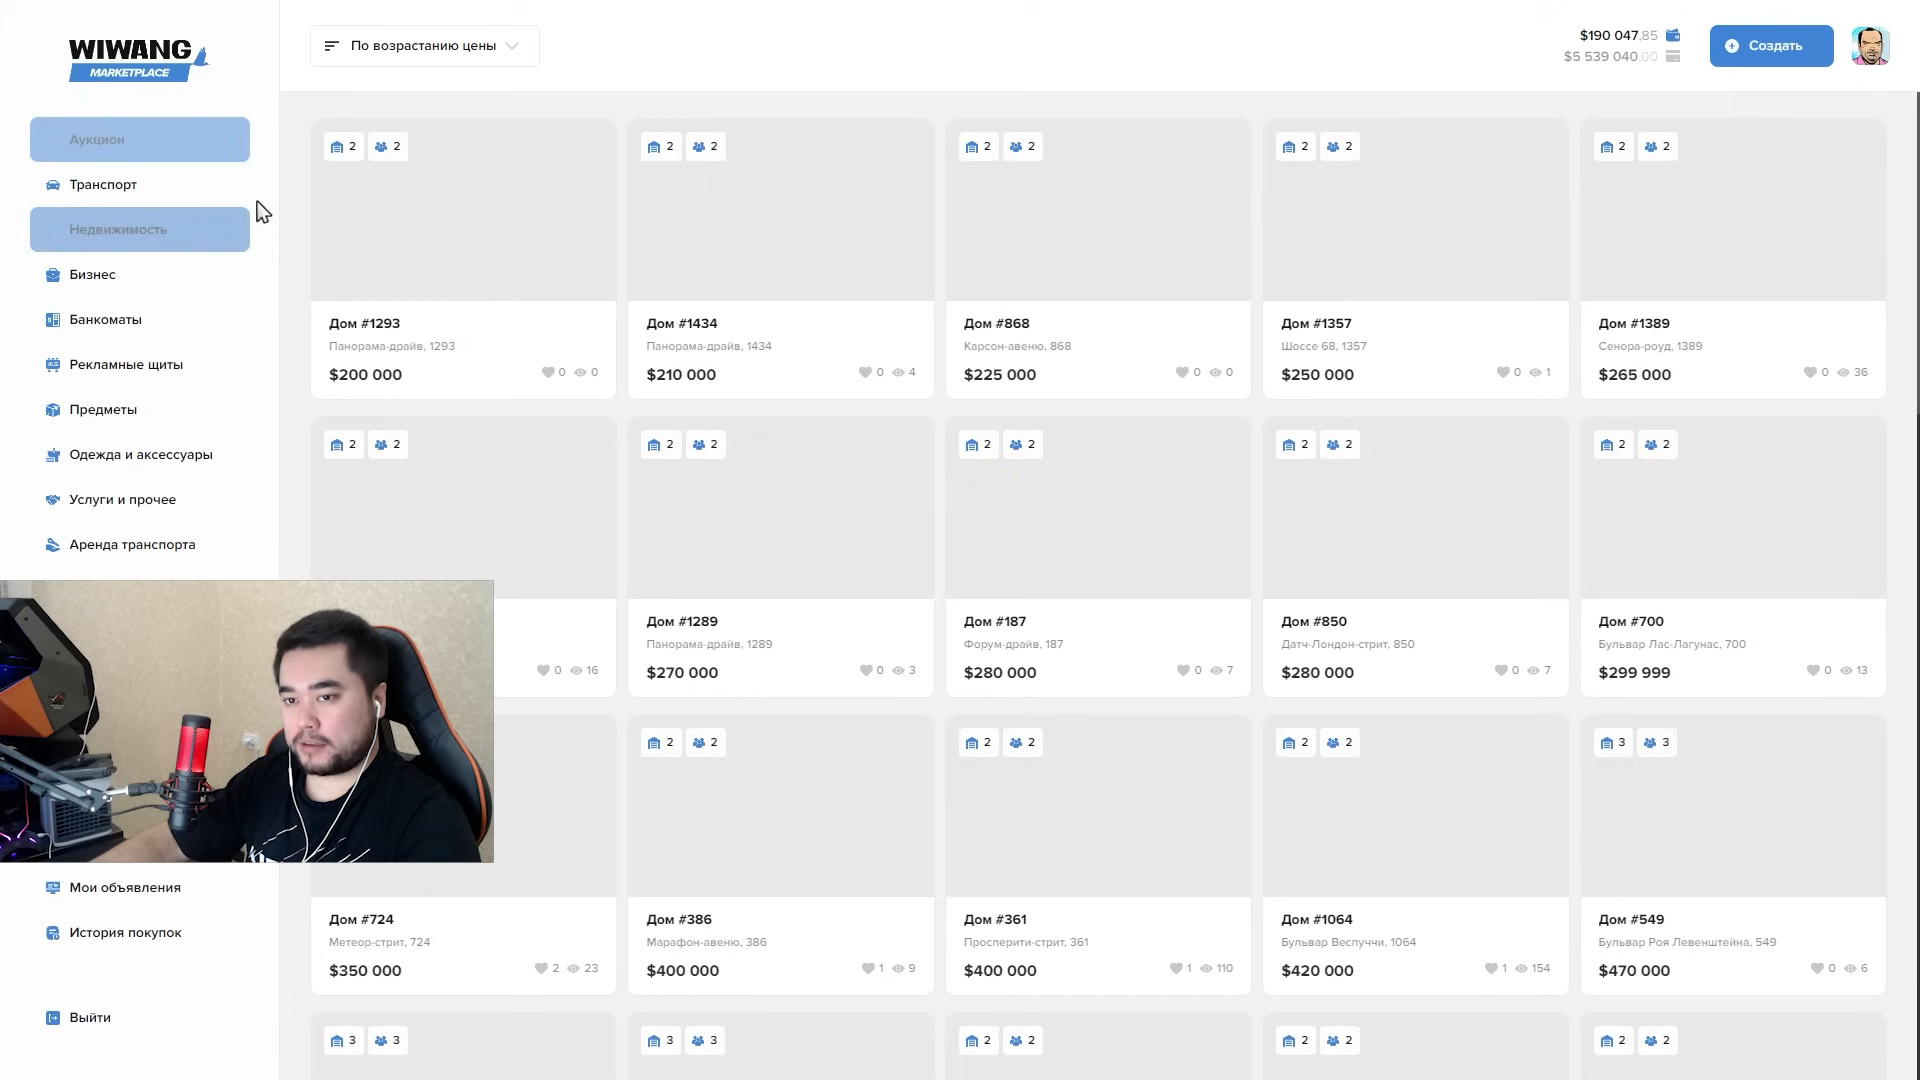 WIWANG
MARKETPLACE
По возрастанию цены
$190 047,85
$5 539 040,00
Создать
Аукцион
Транспорт
Недвижимость
Бизнес
Банкоматы
Рекламные щиты
Предметы
Одежда и аксессуары
Услуги и прочее
Аренда транспорта
Мои объявления
История покупок
Выйти
2 2
2 2
2 2
2 2
2 2
Дом #1293
Панорама-драйв, 1293
$200 000 0 0
Дом #1434
Панорама-драйв, 1434
$210 000 0 4
Дом #868
Карсон-авеню, 868
$225 000 0 0
Дом #1357
Шоссе 68, 1357
$250 000 0 1
Дом #1389
Сенора-роуд, 1389
$265 000 0 36
2 2
2 2
2 2
2 2
2 2
0 16
Дом #1289
Панорама-драйв, 1289
$270 000 0 3
Дом #187
Форум-драйв, 187
$280 000 0 7
Дом #850
Датч-Лондон-стрит, 850
$280 000 0 7
Дом #700
Бульвар Лас-Лагунас, 700
$299 999 0 13
2 2
2 2
2 2
3 3
Дом #724
Метеор-стрит, 724
$350 000 2 23
Дом #386
Марафон-авеню, 386
$400 000 1 9
Дом #361
Просперити-стрит, 361
$400 000 1 110
Дом #1064
Бульвар Веспуччи, 1064
$420 000 1 154
Дом #549
Бульвар Роя Левенштейна, 549
$470 000 0 6
3 3
3 3
2 2
2 2
2 2